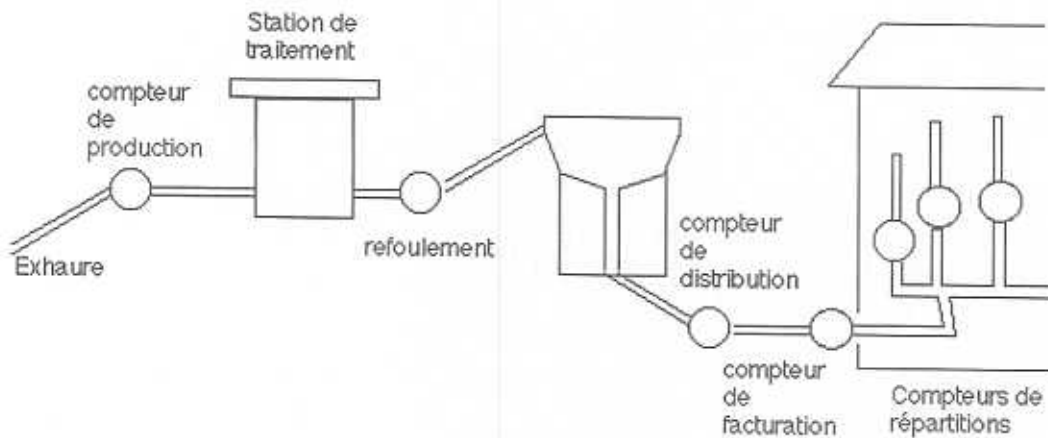 Station de
traitement
compteur
de
production
Exhaure
refoulement
compteur
de
distribution
compteur
de
facturation
Compteurs de
répartitions